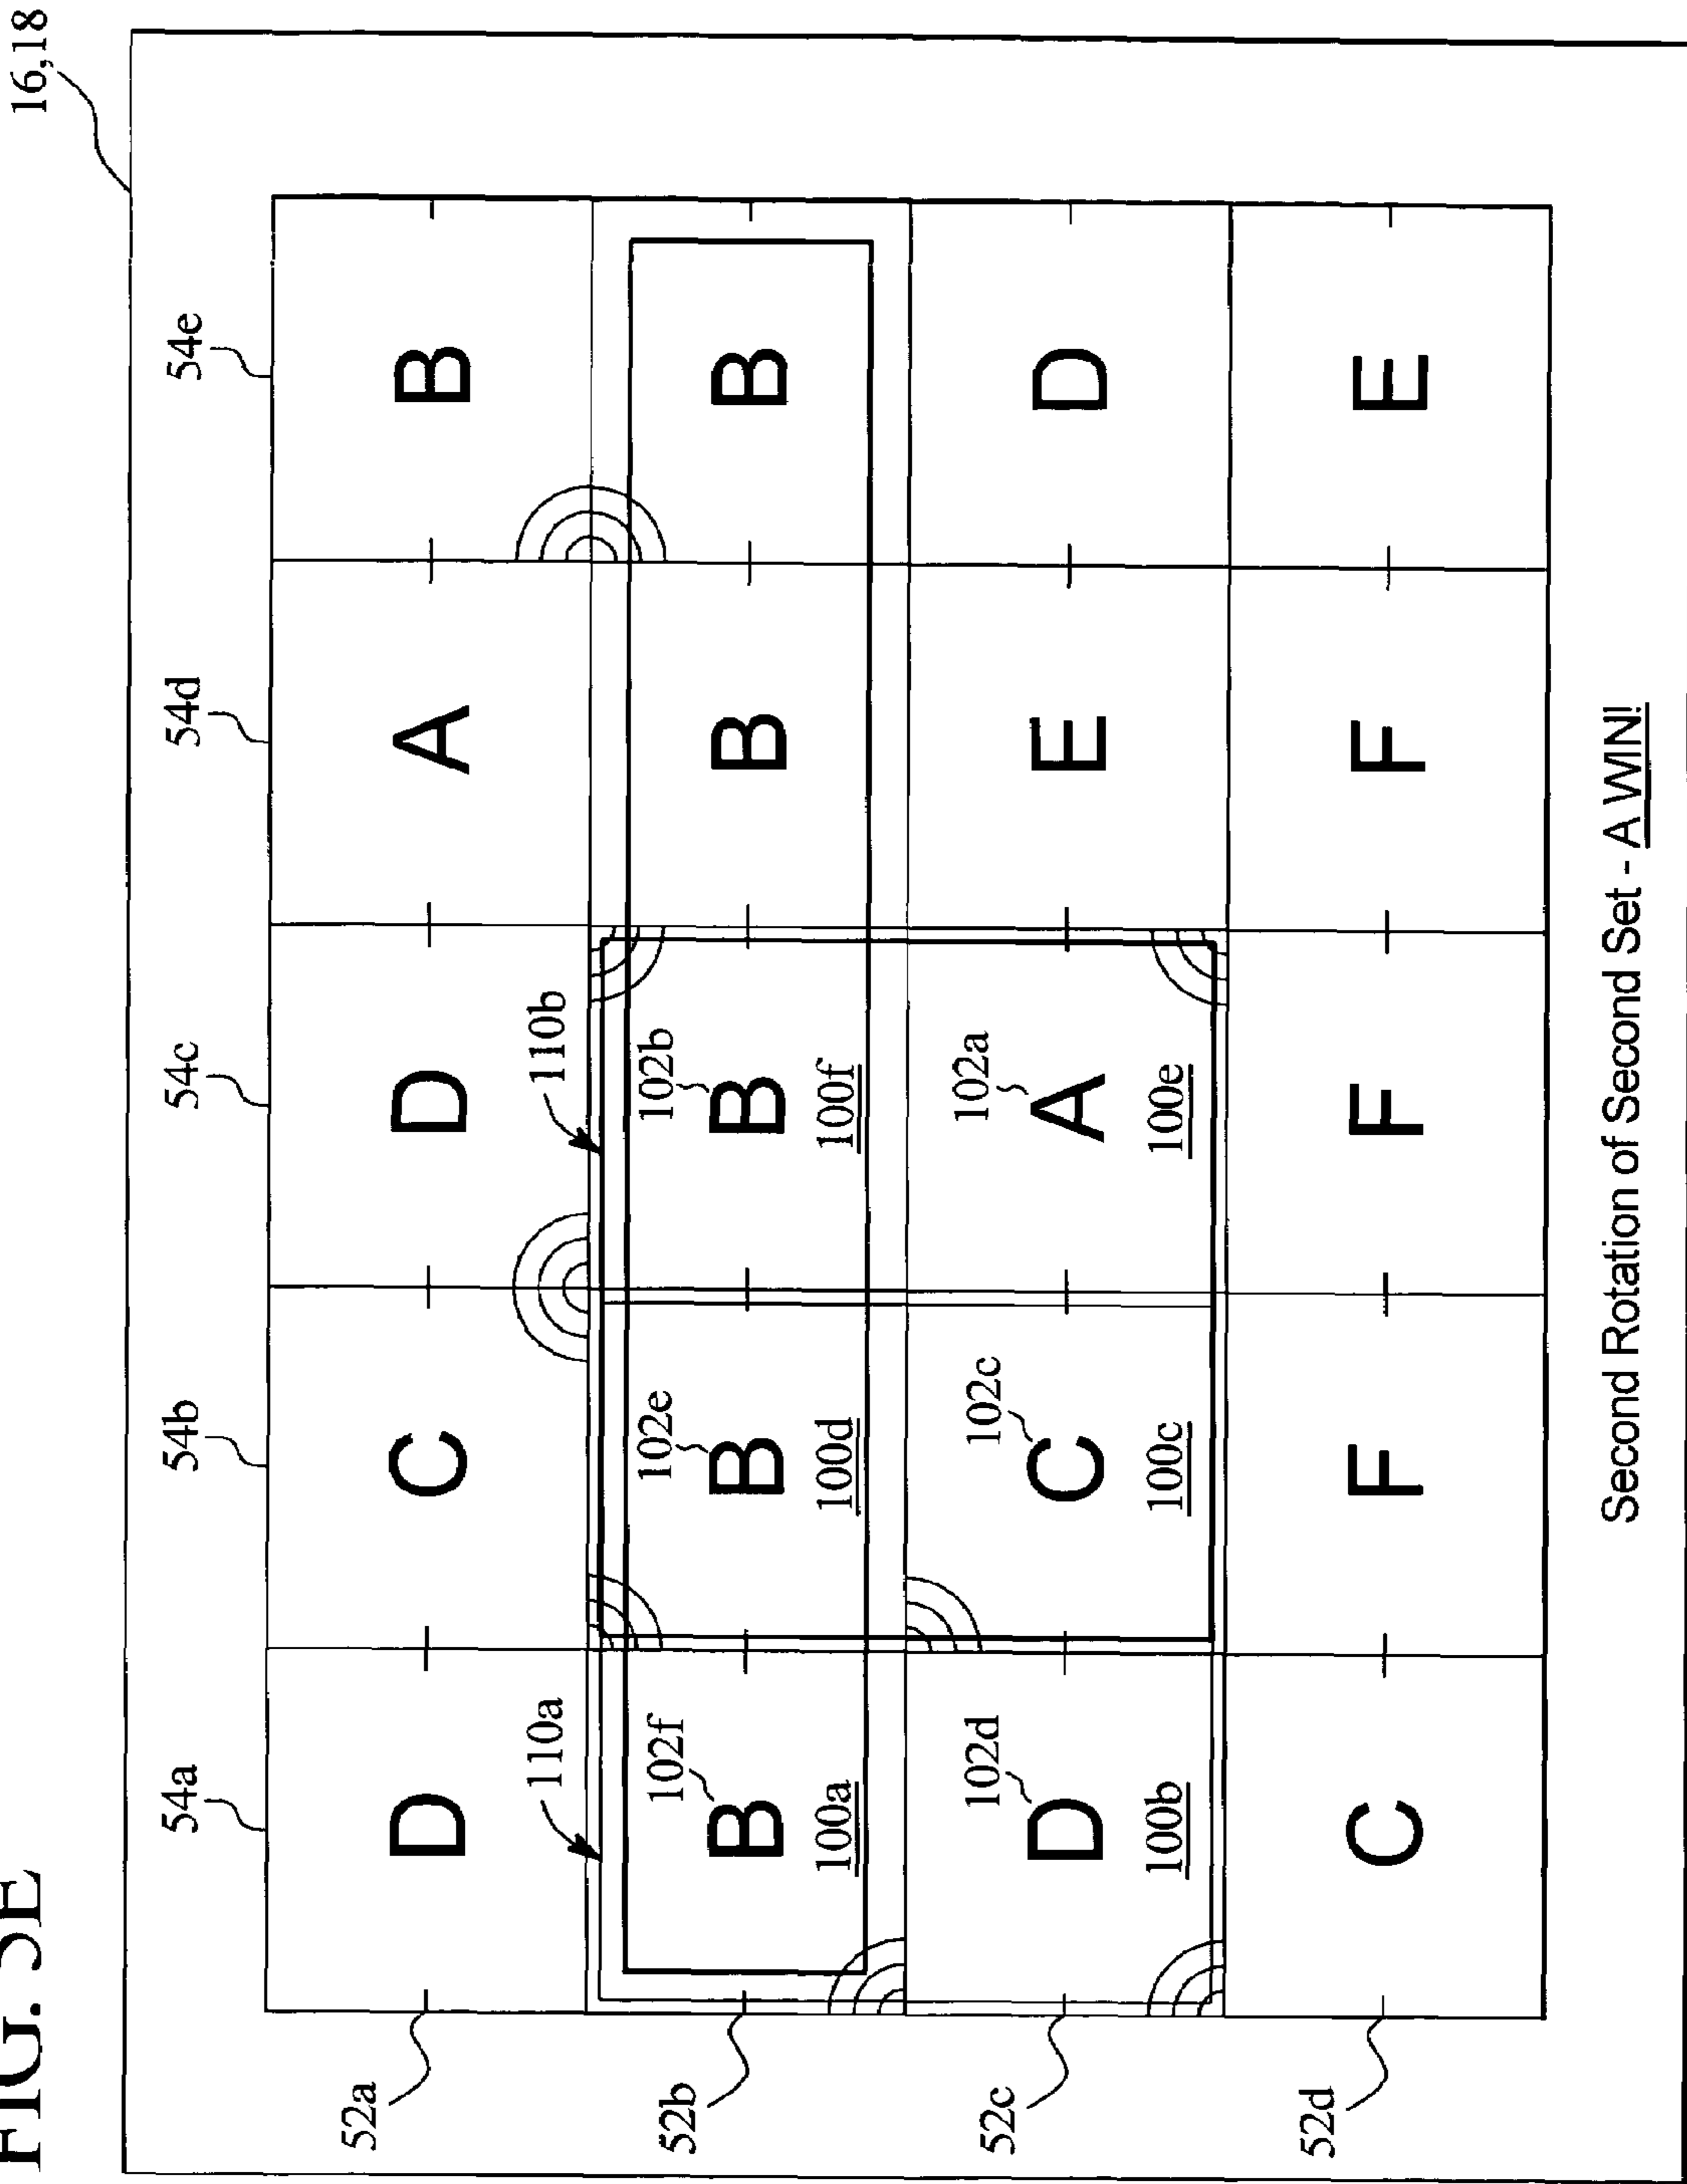 FIG. 5E
16,18
54a 54b 54c 54d 54e
52a D C D A B
110a 110b
102f 102e 102b
52b B B B B B
100a 100d 100f
102d 102c 102a
52c D C A E D
100b 100c 100e
52d C F F F E
Second Rotation of Second Set - A WIN!